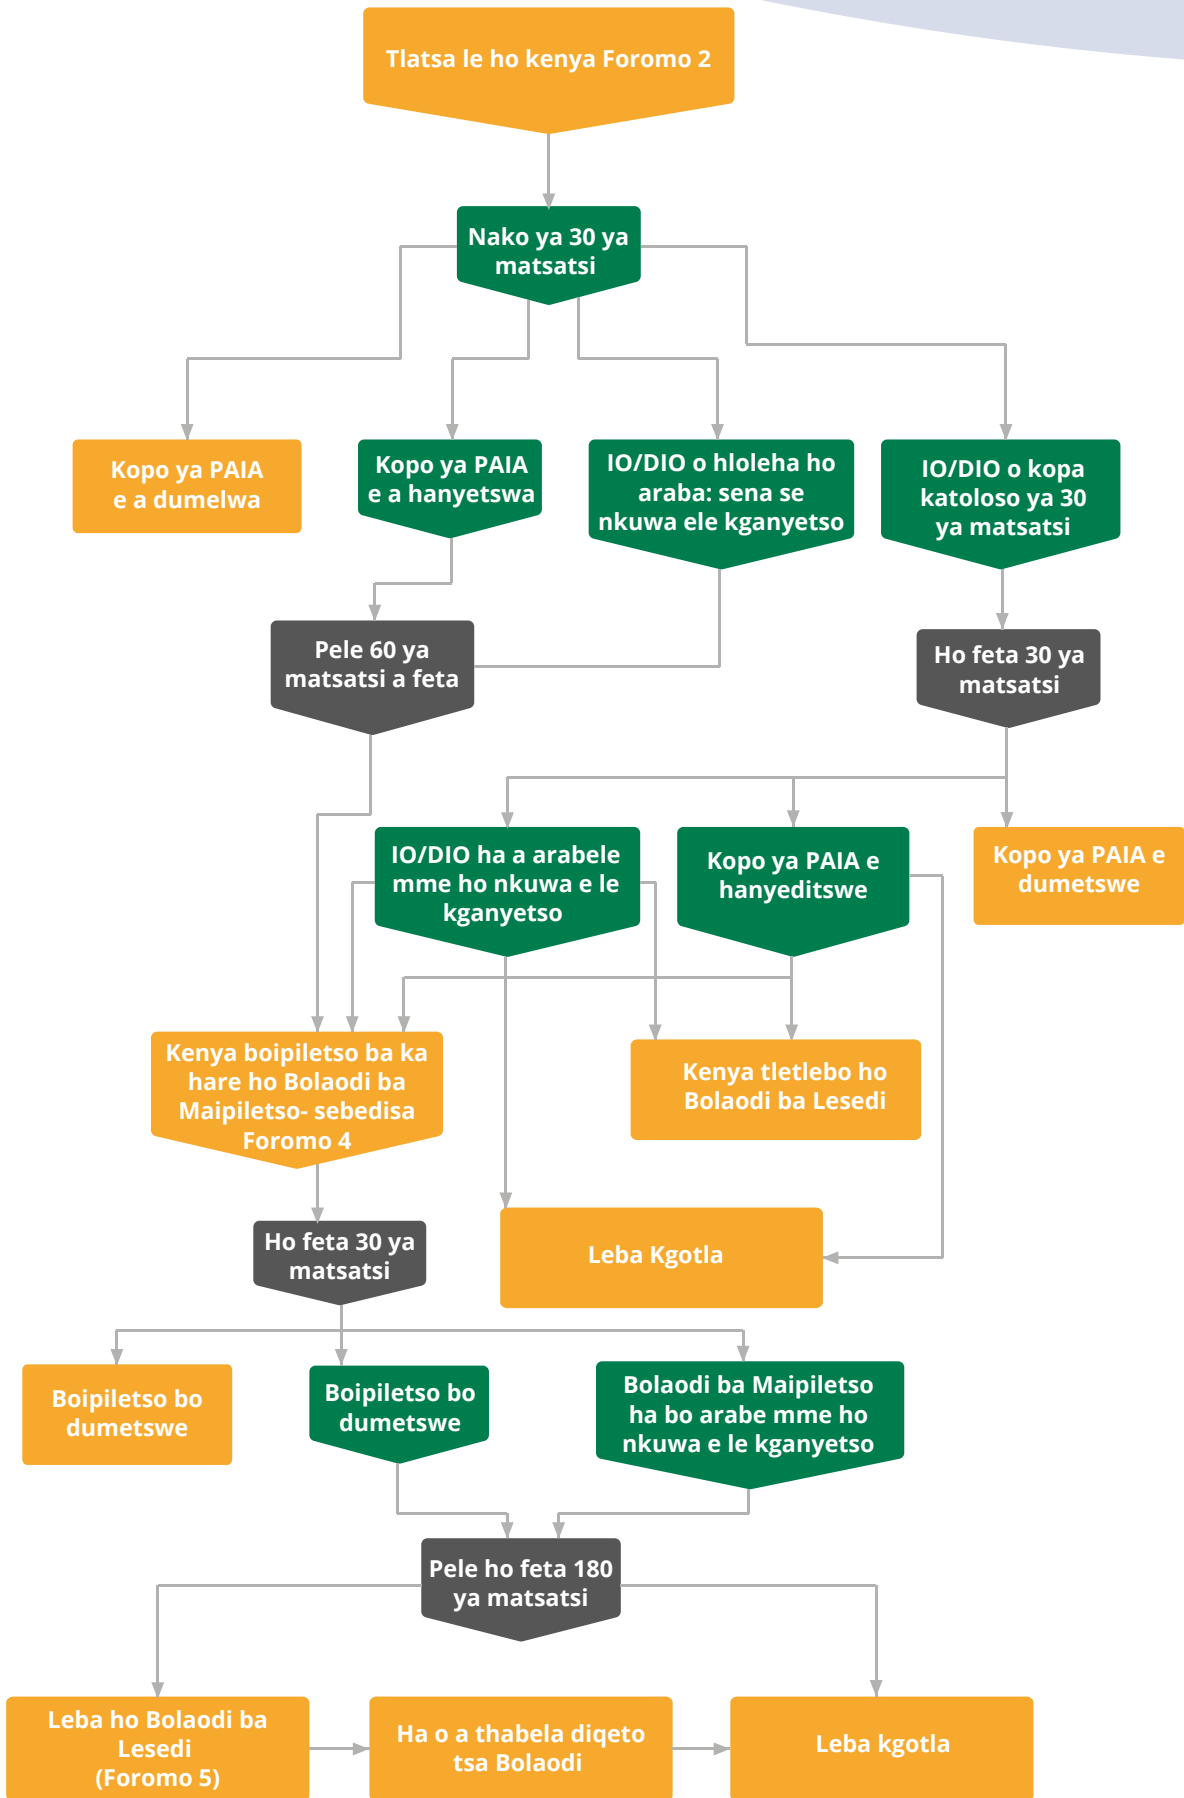 Tlatsa le ho kenya Foromo 2
Nako ya 30 ya
matsatsi
Kopo ya PAIA
e a dumelwa
Kopo ya PAIA
e a hanyetswa
IO/DIO o hloleha ho
araba: sena se
nkuwa ele kganyetso
IO/DIO o kopa
katoloso ya 30
ya matsatsi
Pele 60 ya
matsatsi a feta
Ho feta 30 ya
matsatsi
IO/DIO ha a arabele
mme ho nkuwa e le
kganyetso
Kopo ya PAIA e
hanyeditswe
Kopo ya PAIA e
dumetswe
Kenya boipiletso ba ka
hare ho Bolaodi ba
Maipiletso- sebedisa
Foromo 4
Kenya tletlebo ho
Bolaodi ba Lesedi
Leba Kgotla
Ho feta 30 ya
matsatsi
Boipiletso bo
dumetswe
Boipiletso bo
dumetswe
Bolaodi ba Maipiletso
ha bo arabe mme ho
nkuwa e le kganyetso
Pele ho feta 180
ya matsatsi
Leba ho Bolaodi ba
Lesedi
(Foromo 5)
Ha o a thabela diqeto
tsa Bolaodi
Leba kgotla